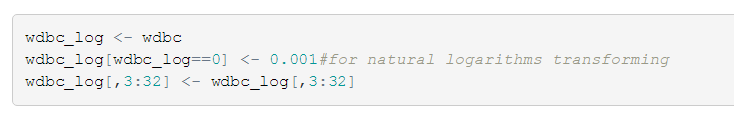 wdbc_log <- wdbc
wdbc_log[wdbc_log==0] <- 0.001#for natural logarithms transforming
wdbc_log[,3:32] <- wdbc_log[,3:32]